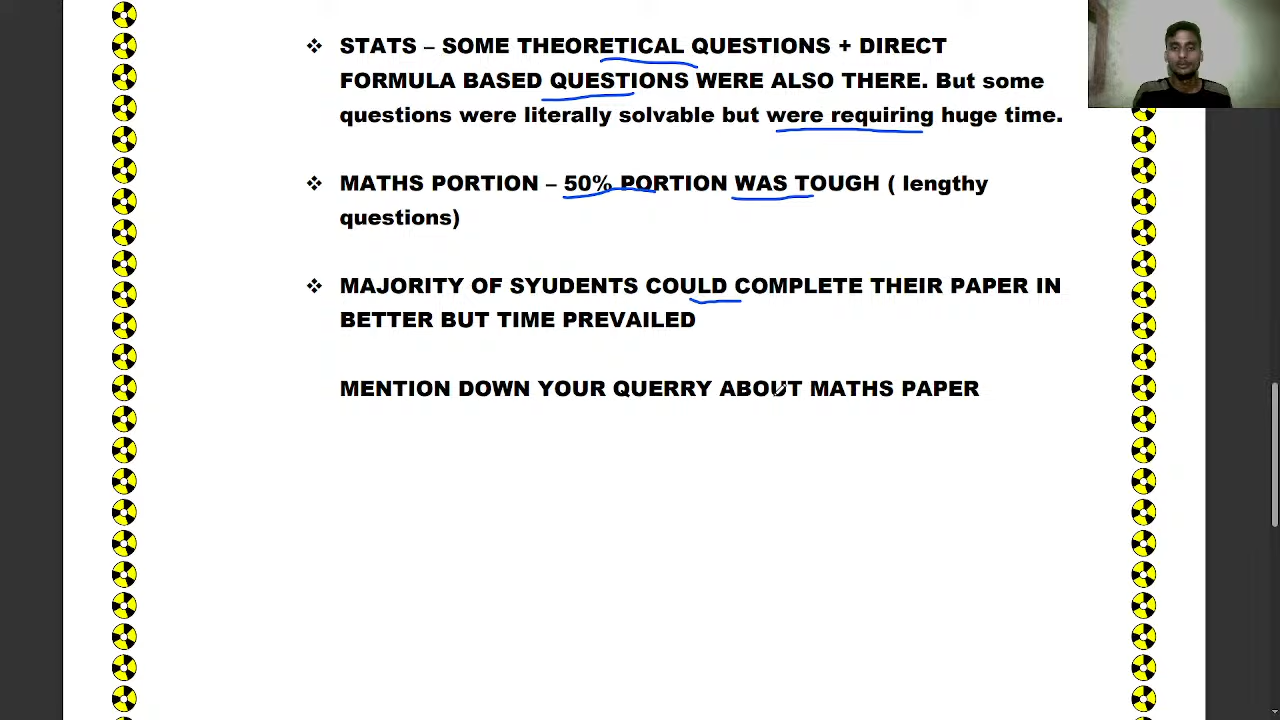 ❖ STATS – SOME THEORETICAL QUESTIONS + DIRECT
FORMULA BASED QUESTIONS WERE ALSO THERE. But some
questions were literally solvable but were requiring huge time.
❖ MATHS PORTION – 50% PORTION WAS TOUGH ( lengthy
questions)
❖ MAJORITY OF SYUDENTS COULD COMPLETE THEIR PAPER IN
BETTER BUT TIME PREVAILED
MENTION DOWN YOUR QUERRY ABOUT MATHS PAPER